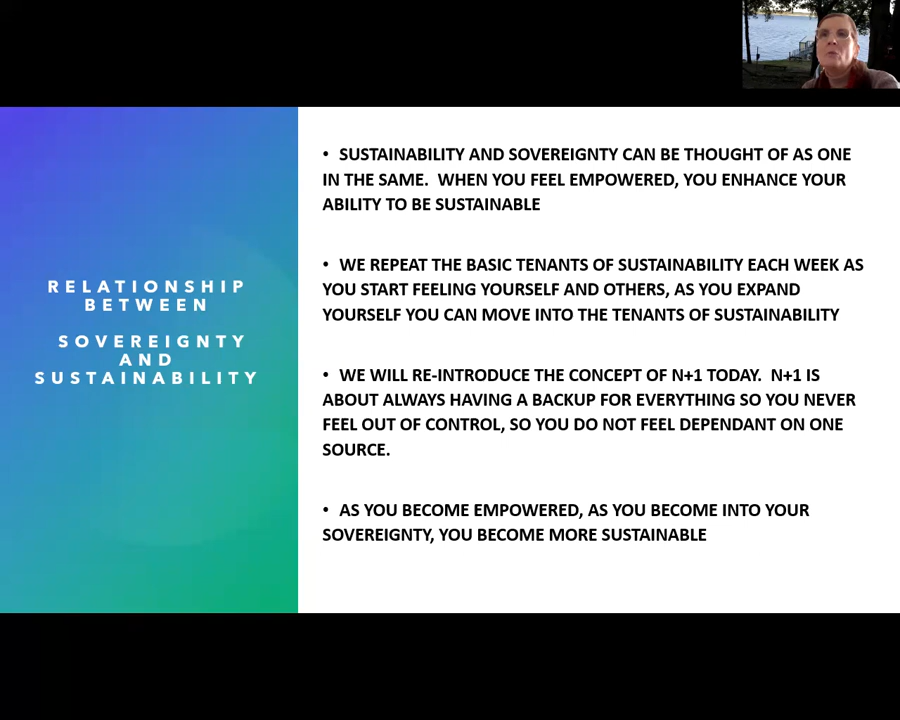 RELATIONSHIP
BETWEEN
SOVEREIGNTY
AND
SUSTAINABILITY
• SUSTAINABILITY AND SOVEREIGNTY CAN BE THOUGHT OF AS ONE
IN THE SAME. WHEN YOU FEEL EMPOWERED, YOU ENHANCE YOUR
ABILITY TO BE SUSTAINABLE
• WE REPEAT THE BASIC TENANTS OF SUSTAINABILITY EACH WEEK AS
YOU START FEELING YOURSELF AND OTHERS, AS YOU EXPAND
YOURSELF YOU CAN MOVE INTO THE TENANTS OF SUSTAINABILITY
• WE WILL RE-INTRODUCE THE CONCEPT OF N+1 TODAY. N+1 IS
ABOUT ALWAYS HAVING A BACKUP FOR EVERYTHING SO YOU NEVER
FEEL OUT OF CONTROL, SO YOU DO NOT FEEL DEPENDANT ON ONE
SOURCE.
• AS YOU BECOME EMPOWERED, AS YOU BECOME INTO YOUR
SOVEREIGNTY, YOU BECOME MORE SUSTAINABLE